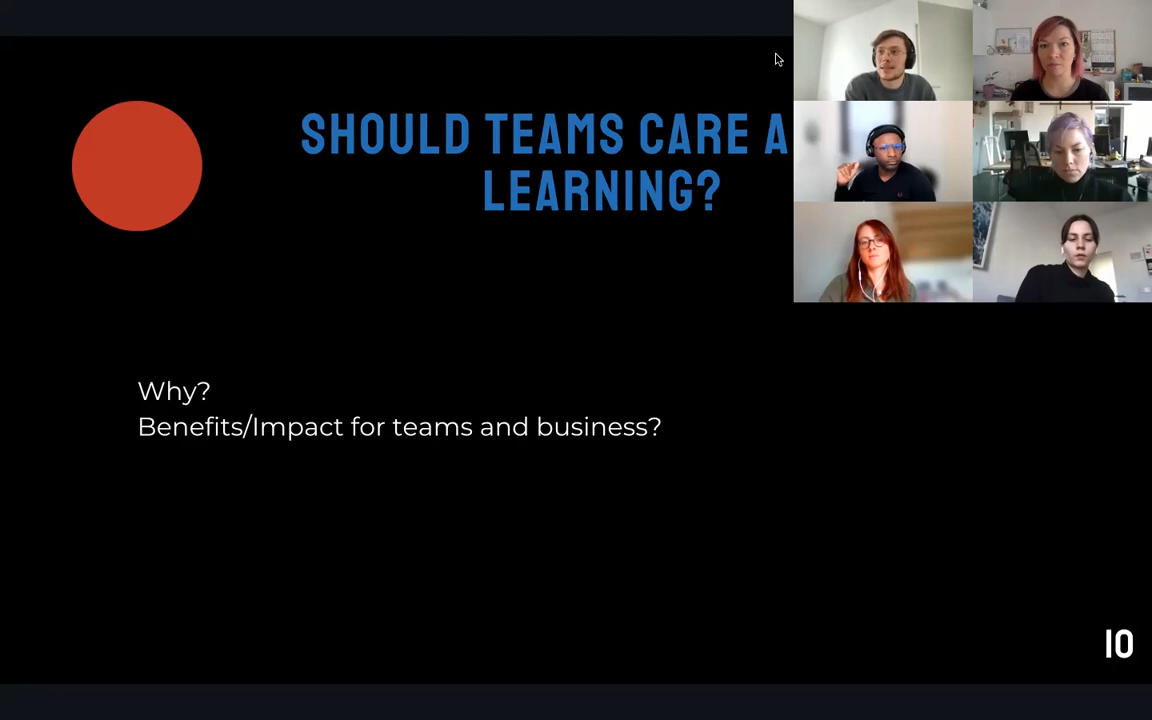 SHOULD TEAMS CARE A
LEARNING?
Why?
Benefits/Impact for teams and business?
10